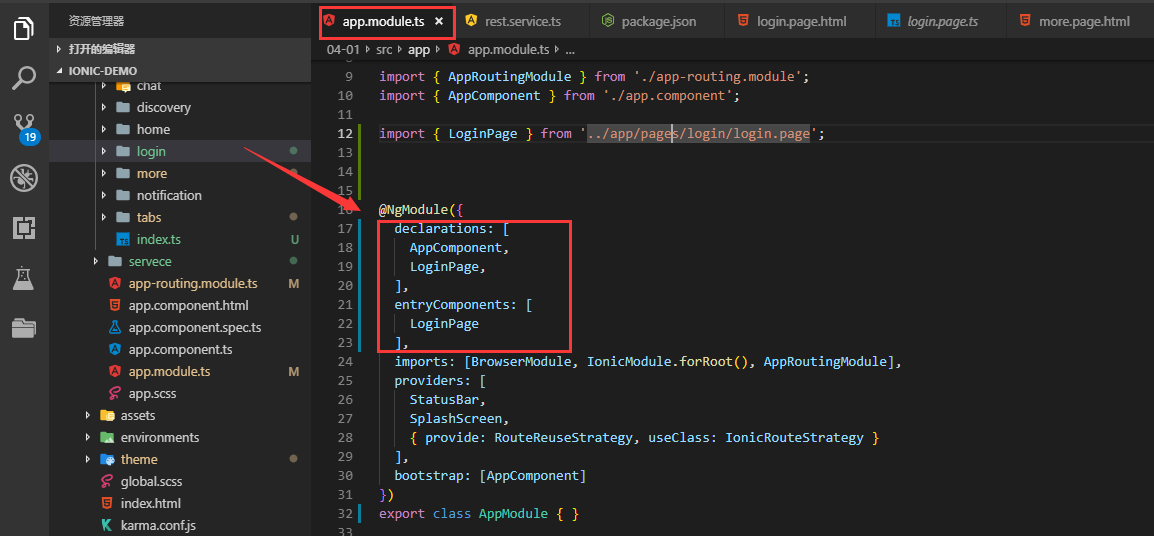 资源管理器
app.module.ts ×
rest.service.ts
package.json
login.page.html
TS login.page.ts
more.page.html
打开的编辑器
04-01 src app app.module.ts ...
IONIC-DEMO
chat
discovery
home
login
more
notification
tabs
TS index.ts U
servece
app-routing.module.ts M
app.component.html
app.component.spec.ts
app.component.ts
app.module.ts M
app.scss
assets
environments
theme
global.scss
index.html
karma.conf.js
19
9 import { AppRoutingModule } from './app-routing.module';
10 import { AppComponent } from './app.component';
11
12 import { LoginPage } from '../app/pages/login/login.page';
13
14
15
16 @NgModule({
17 declarations: [
18 AppComponent,
19 LoginPage,
20 ],
21 entryComponents: [
22 LoginPage
23 ],
24 imports: [BrowserModule, IonicModule.forRoot(), AppRoutingModule],
25 providers: [
26 StatusBar,
27 SplashScreen,
28 { provide: RouteReuseStrategy, useClass: IonicRouteStrategy }
29 ],
30 bootstrap: [AppComponent]
31 })
32 export class AppModule { }
33